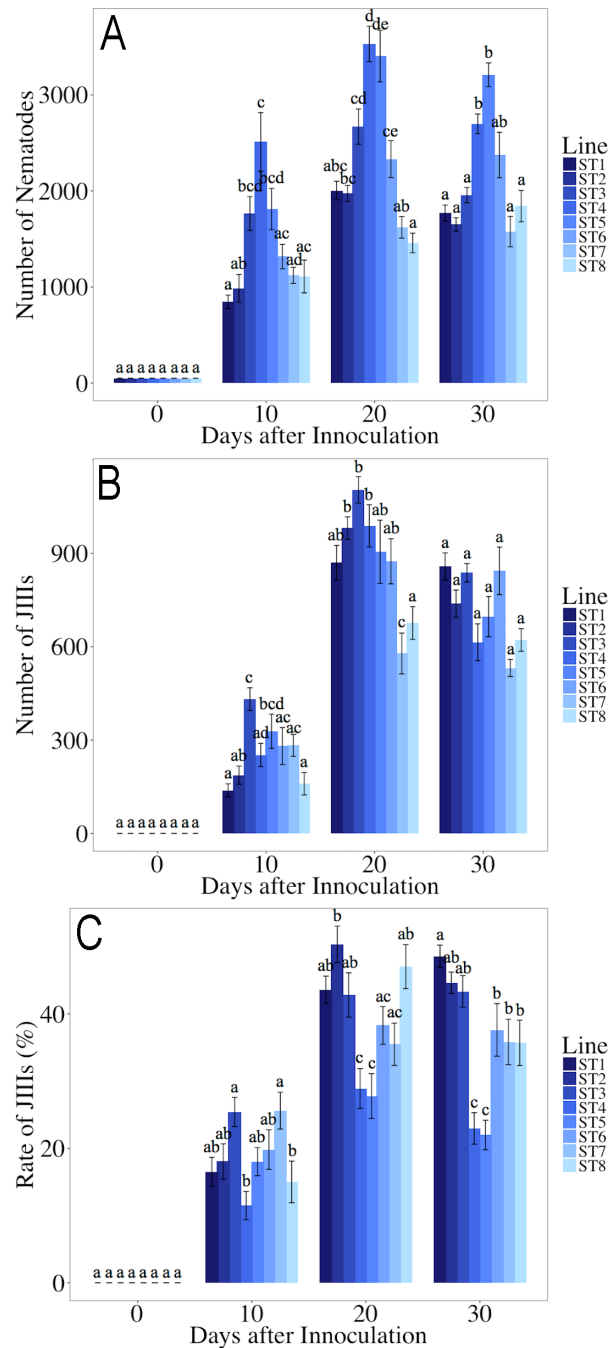 A
Number of Nematodes
3000
2000
1000
0
a a a a a a a a
a ab bcd c bcd ac ad ac
abc bc cd d de ce ab a
a a a b b ab a a
0 10 20 30
Days after Innoculation
Line
ST1
ST2
ST3
ST4
ST5
ST6
ST7
ST8
B
Number of JIIIs
900
600
300
0
a a a a a a a a
a ab c ad bcd ac ac a
ab b b b ab ab c a
a a a a a a a a
0 10 20 30
Days after Innoculation
Line
ST1
ST2
ST3
ST4
ST5
ST6
ST7
ST8
C
Rate of JIIIs (%)
40
20
0
a a a a a a a a
ab ab a b ab ab a b
ab b ab c c ac ac ab
a ab ab c c b b b
0 10 20 30
Days after Innoculation
Line
ST1
ST2
ST3
ST4
ST5
ST6
ST7
ST8